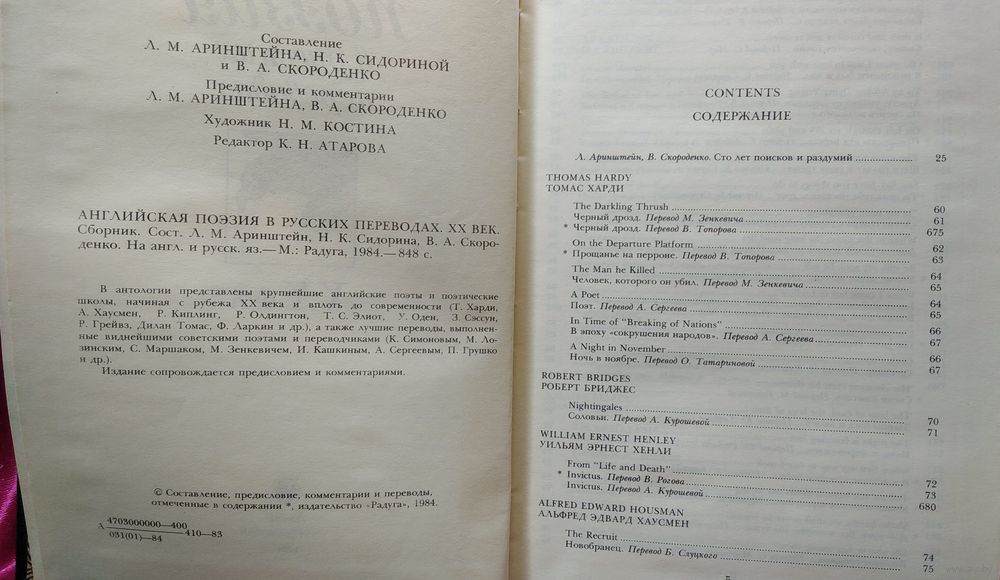 поэзия
Составление
Л. М. АРИНШТЕЙНА, Н. К. СИДОРИНОЙ
и В. А. СКОРОДЕНКО
Предисловие и комментарии
Л. М. АРИНШТЕЙНА, В. А. СКОРОДЕНКО
Художник Н. М. КОСТИНА
Редактор К. Н. АТАРОВА
АНГЛИЙСКАЯ ПОЭЗИЯ В РУССКИХ ПЕРЕВОДАХ. XX ВЕК.
Сборник. Сост. Л. М. Аринштейн, Н. К. Сидорина, В. А. Скоро-
денко. На англ. и русск. яз.—М.: Радуга, 1984.—848 с.
В антологии представлены крупнейшие английские поэты и поэтические
школы, начиная с рубежа XX века и вплоть до современности (Т. Харди,
А. Хаусмен, Р. Киплинг, Р. Олдингтон, Т. С. Элиот, У. Оден, З. Сэссун,
Р. Грейвз, Дилан Томас, Ф. Ларкин и др.), а также лучшие переводы, выполнен-
ные виднейшими советскими поэтами и переводчиками (К. Симоновым, М. Ло-
зинским, С. Маршаком, М. Зенкевичем, И. Кашкиным, А. Сергеевым, П. Грушко
и др.).
Издание сопровождается предисловием и комментариями.
© Составление, предисловие, комментарии и переводы,
отмеченные в содержании *, издательство «Радуга», 1984.
А 4703000000—400
031(01)—84 410—83
CONTENTS
СОДЕРЖАНИЕ
Л. Аринштейн, В. Скороденко. Сто лет поисков и раздумий 25
THOMAS HARDY
ТОМАС ХАРДИ
The Darkling Thrush 60
Черный дрозд. Перевод М. Зенкевича 61
* Черный дрозд. Перевод В. Топорова 675
On the Departure Platform 62
* Прощанье на перроне. Перевод В. Топорова 63
The Man he Killed 64
Человек, которого он убил. Перевод М. Зенкевича 65
A Poet 64
Поэт. Перевод А. Сергеева 65
In Time of "Breaking of Nations" 66
В эпоху "сокрушения народов". Перевод А. Сергеева 67
A Night in November 66
Ночь в ноябре. Перевод О. Татариновой 67
ROBERT BRIDGES
РОБЕРТ БРИДЖЕС
Nightingales 70
Соловьи. Перевод А. Курошевой 71
WILLIAM ERNEST HENLEY
УИЛЬЯМ ЭРНЕСТ ХЕНЛИ
From "Life and Death" 72
* Invictus. Перевод В. Рогова 73
Invictus. Перевод А. Курошевой 680
ALFRED EDWARD HOUSMAN
АЛЬФРЕД ЭДВАРД ХАУСМЕН
The Recruit 74
Новобранец. Перевод Б. Слуцкого 75
5